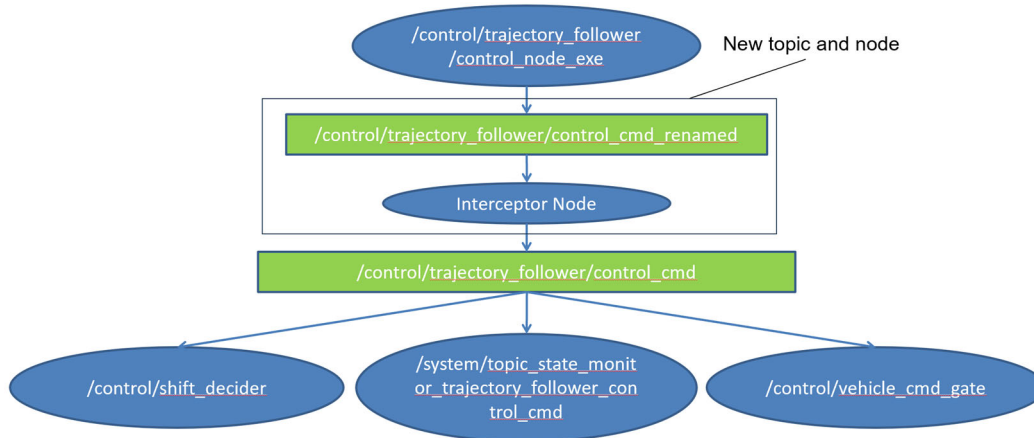 /control/trajectory_follower
/control_node_exe
New topic and node
/control/trajectory_follower/control_cmd_renamed
Interceptor Node
/control/trajectory_follower/control_cmd
/control/shift_decider
/system/topic_state_monit
or_trajectory_follower_con
trol_cmd
/control/vehicle_cmd_gate